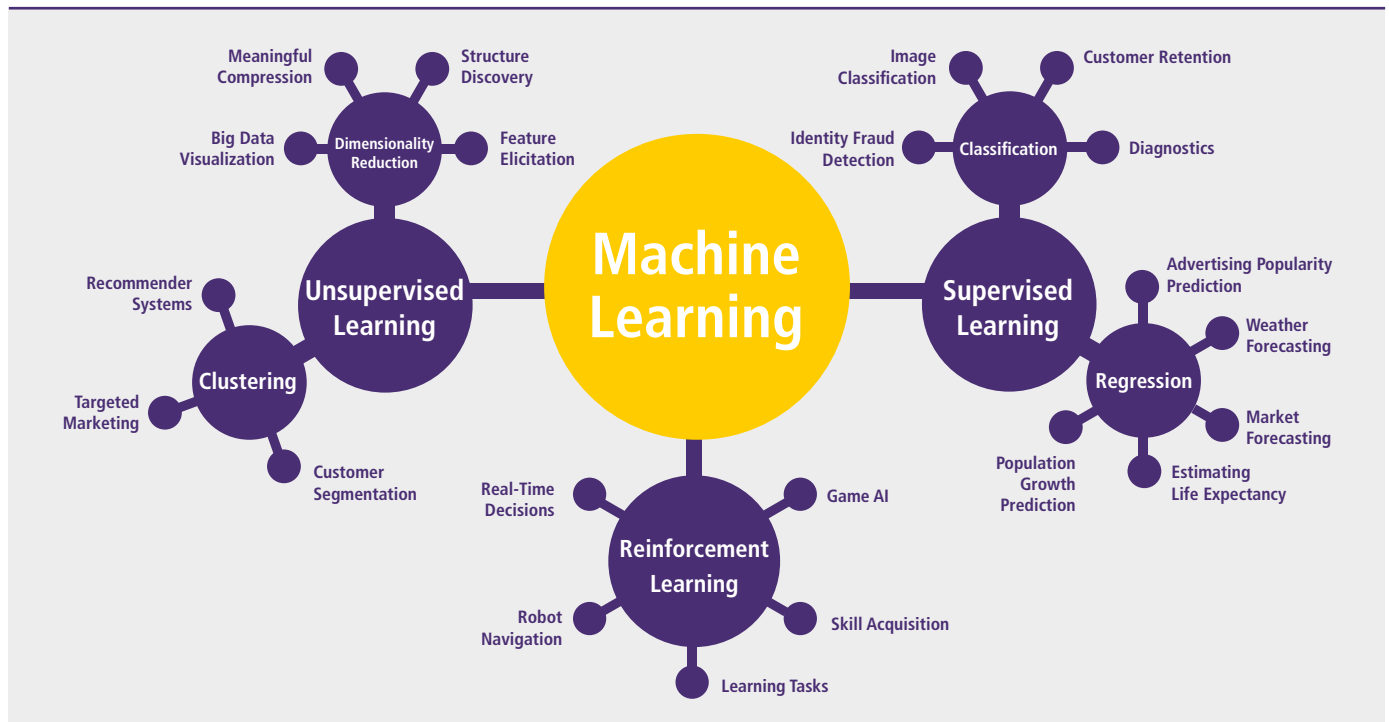 Meaningful
Compression
Structure
Discovery
Big Data
Visualization
Dimensionality
Reduction
Feature
Elicitation
Unsupervised
Learning
Recommender
Systems
Clustering
Targeted
Marketing
Customer
Segmentation
Machine
Learning
Image
Classification
Customer Retention
Identity Fraud
Detection
Classification
Diagnostics
Supervised
Learning
Advertising Popularity
Prediction
Weather
Forecasting
Regression
Market
Forecasting
Population
Growth
Prediction
Estimating
Life Expectancy
Real-Time
Decisions
Game AI
Reinforcement
Learning
Robot
Navigation
Skill Acquisition
Learning Tasks